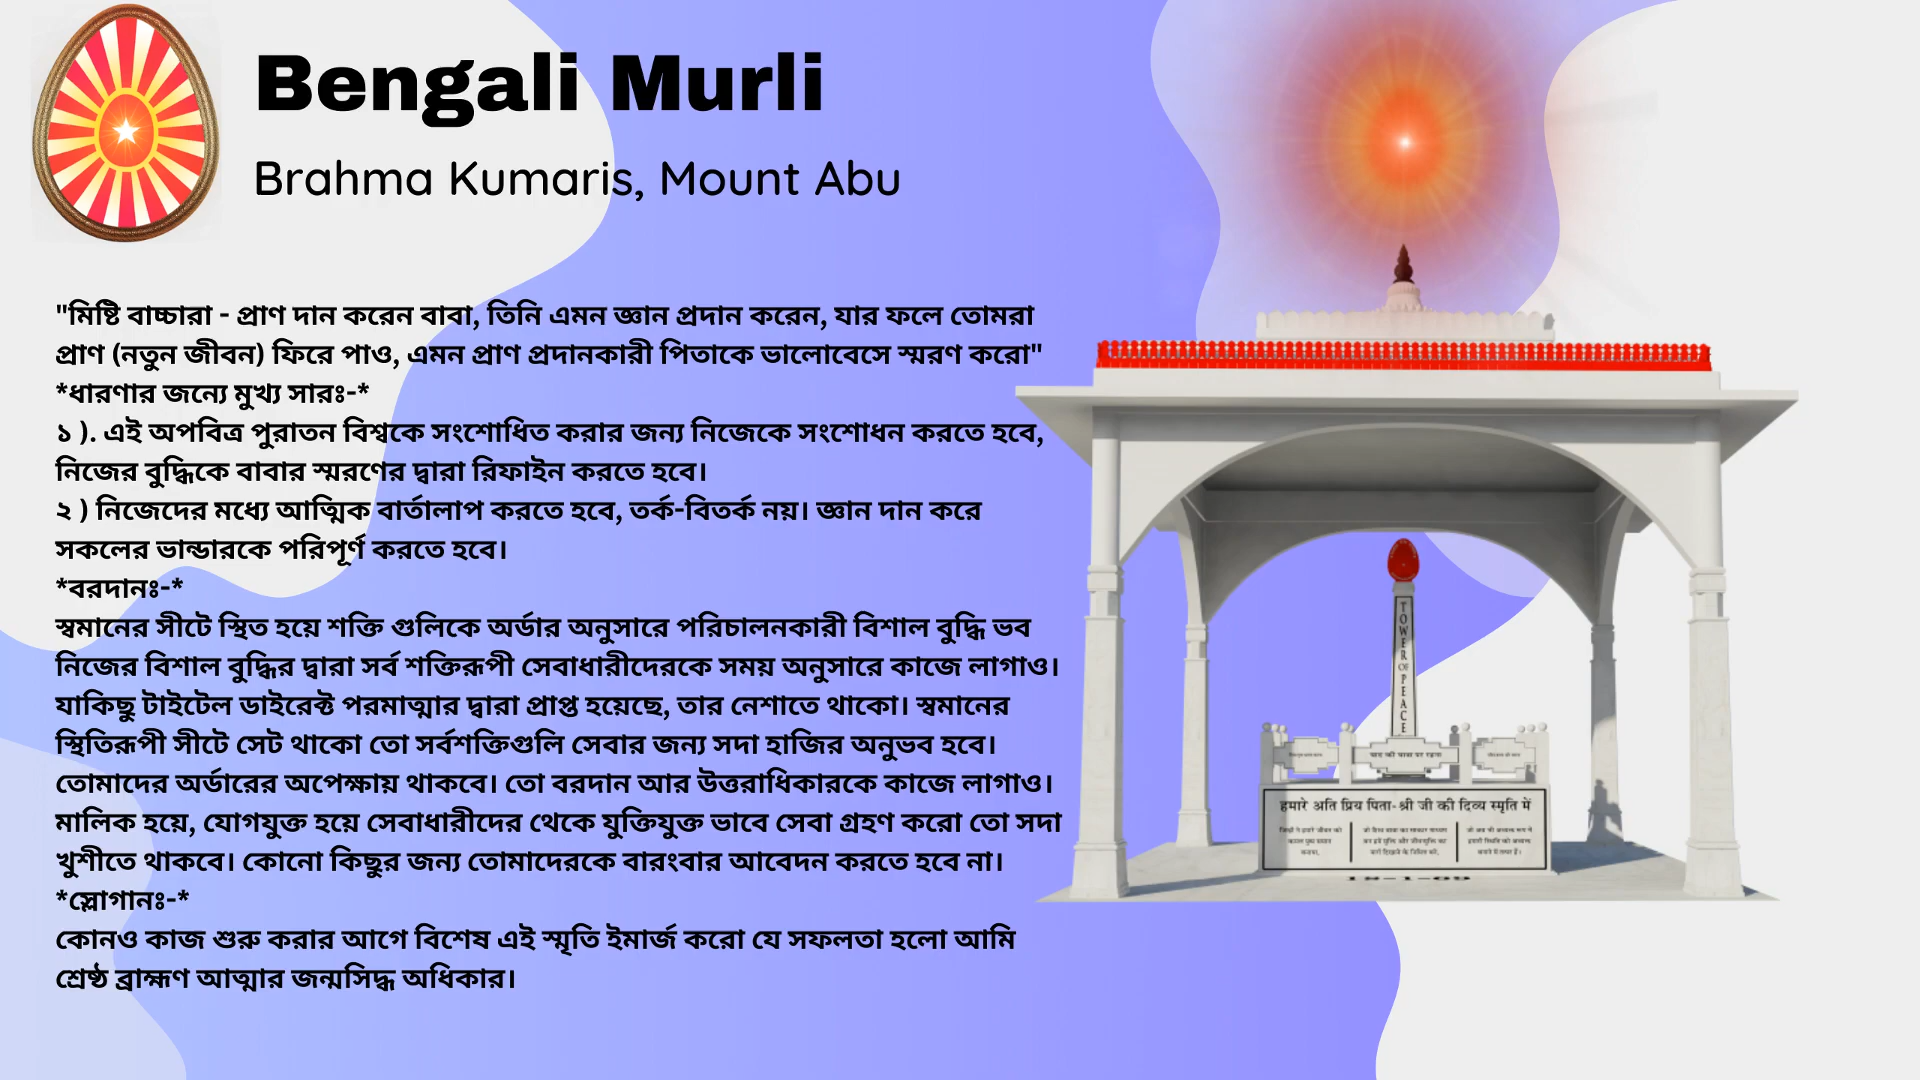 Bengali Murli
Brahma Kumaris, Mount Abu
"মিষ্টি বাচ্চারা - প্রাণ দান করেন বাবা, তিনি এমন জ্ঞান প্রদান করেন, যার ফলে তোমরা
প্রাণ (নতুন জীবন) ফিরে পাও, এমন প্রাণ প্রদানকারী পিতাকে ভালোবেসে স্মরণ করো"
*ধারণার জন্যে মুখ্য সারঃ-*
১ ). এই অপবিত্র পুরাতন বিশ্বকে সংশোধিত করার জন্য নিজেকে সংশোধন করতে হবে,
নিজের বুদ্ধিকে বাবার স্মরণের দ্বারা রিফাইন করতে হবে।
২ ) নিজেদের মধ্যে আত্মিক বার্তালাপ করতে হবে, তর্ক-বিতর্ক নয়। জ্ঞান দান করে
সকলের ভান্ডারকে পরিপূর্ণ করতে হবে।
*বরদানঃ-*
স্বমানের সীটে স্থিত হয়ে শক্তি গুলিকে অর্ডার অনুসারে পরিচালনকারী বিশাল বুদ্ধি ভব
নিজের বিশাল বুদ্ধির দ্বারা সর্ব শক্তিরূপী সেবাধারীদেরকে সময় অনুসারে কাজে লাগাও।
যাকিছু টাইটেল ডাইরেক্ট পরমাত্মার দ্বারা প্রাপ্ত হয়েছে, তার নেশাতে থাকো। স্বমানের
স্থিতিরূপী সীটে সেট থাকো তো সর্বশক্তিগুলি সেবার জন্য সদা হাজির অনুভব হবে।
তোমাদের অর্ডারের অপেক্ষায় থাকবে। তো বরদান আর উত্তরাধিকারকে কাজে লাগাও।
মালিক হয়ে, যোগযুক্ত হয়ে সেবাধারীদের থেকে যুক্তিযুক্ত ভাবে সেবা গ্রহণ করো তো সদা
খুশীতে থাকবে। কোনো কিছুর জন্য তোমাদেরকে বারংবার আবেদন করতে হবে না।
*স্লোগানঃ-*
কোনও কাজ শুরু করার আগে বিশেষ এই স্মৃতি ইমার্জ করো যে সফলতা হলো আমি
শ্রেষ্ঠ ব্রাহ্মণ আত্মার জন্মসিদ্ধ অধিকার।
TOWER OF PEACE
हमारे अति प्रिय पिता-श्री जी की दिव्य स्मृति में
18-1-69